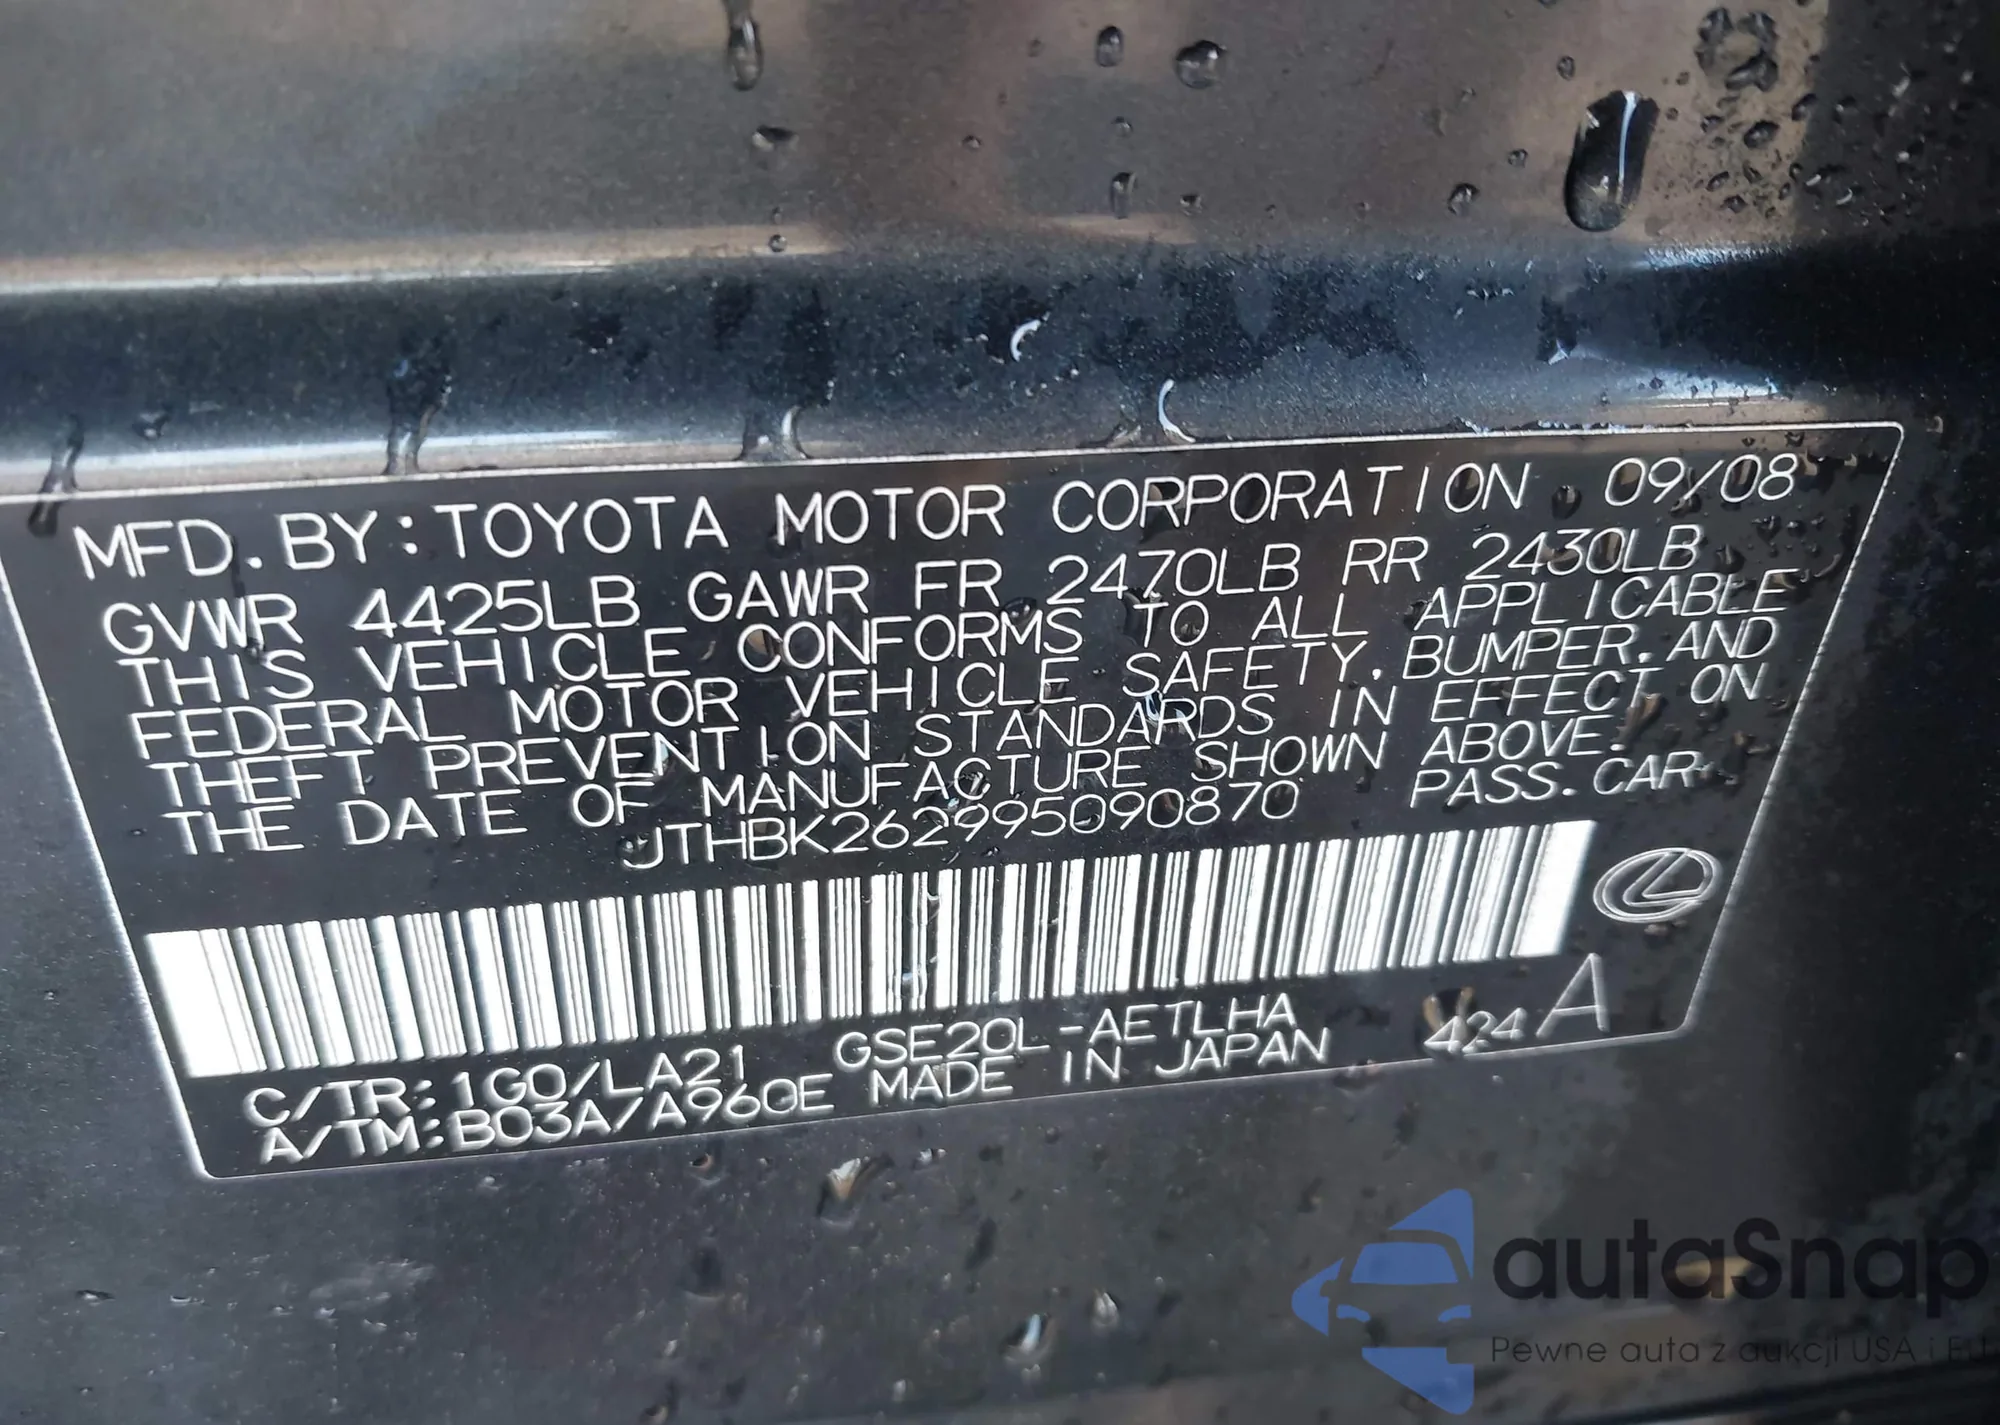 MFD. BY: TOYOTA MOTOR CORPORATION 09/08
GVWR 4425LB GAWR FR 2470LB RR 2430LB
THIS VEHICLE CONFORMS TO ALL APPLICABLE
FEDERAL MOTOR VEHICLE SAFETY, BUMPER, AND
THEFT PREVENTION STANDARDS IN EFFECT ON
THE DATE OF MANUFACTURE SHOWN ABOVE.
JTHBK262995090870 PASS. CAR
C/TR: 1G0/LA21 GSE20L-AETLHA
A/TM: B03A/A960E MADE IN JAPAN 424 A
autaSnap
Pewne auta z aukcji USA i EU